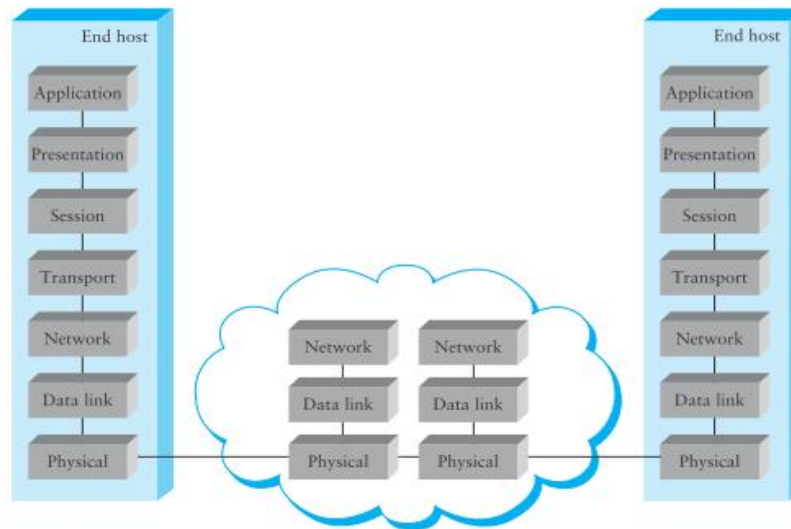 End host
Application
Presentation
Session
Transport
Network
Data link
Physical
Network
Data link
Physical
Network
Data link
Physical
End host
Application
Presentation
Session
Transport
Network
Data link
Physical